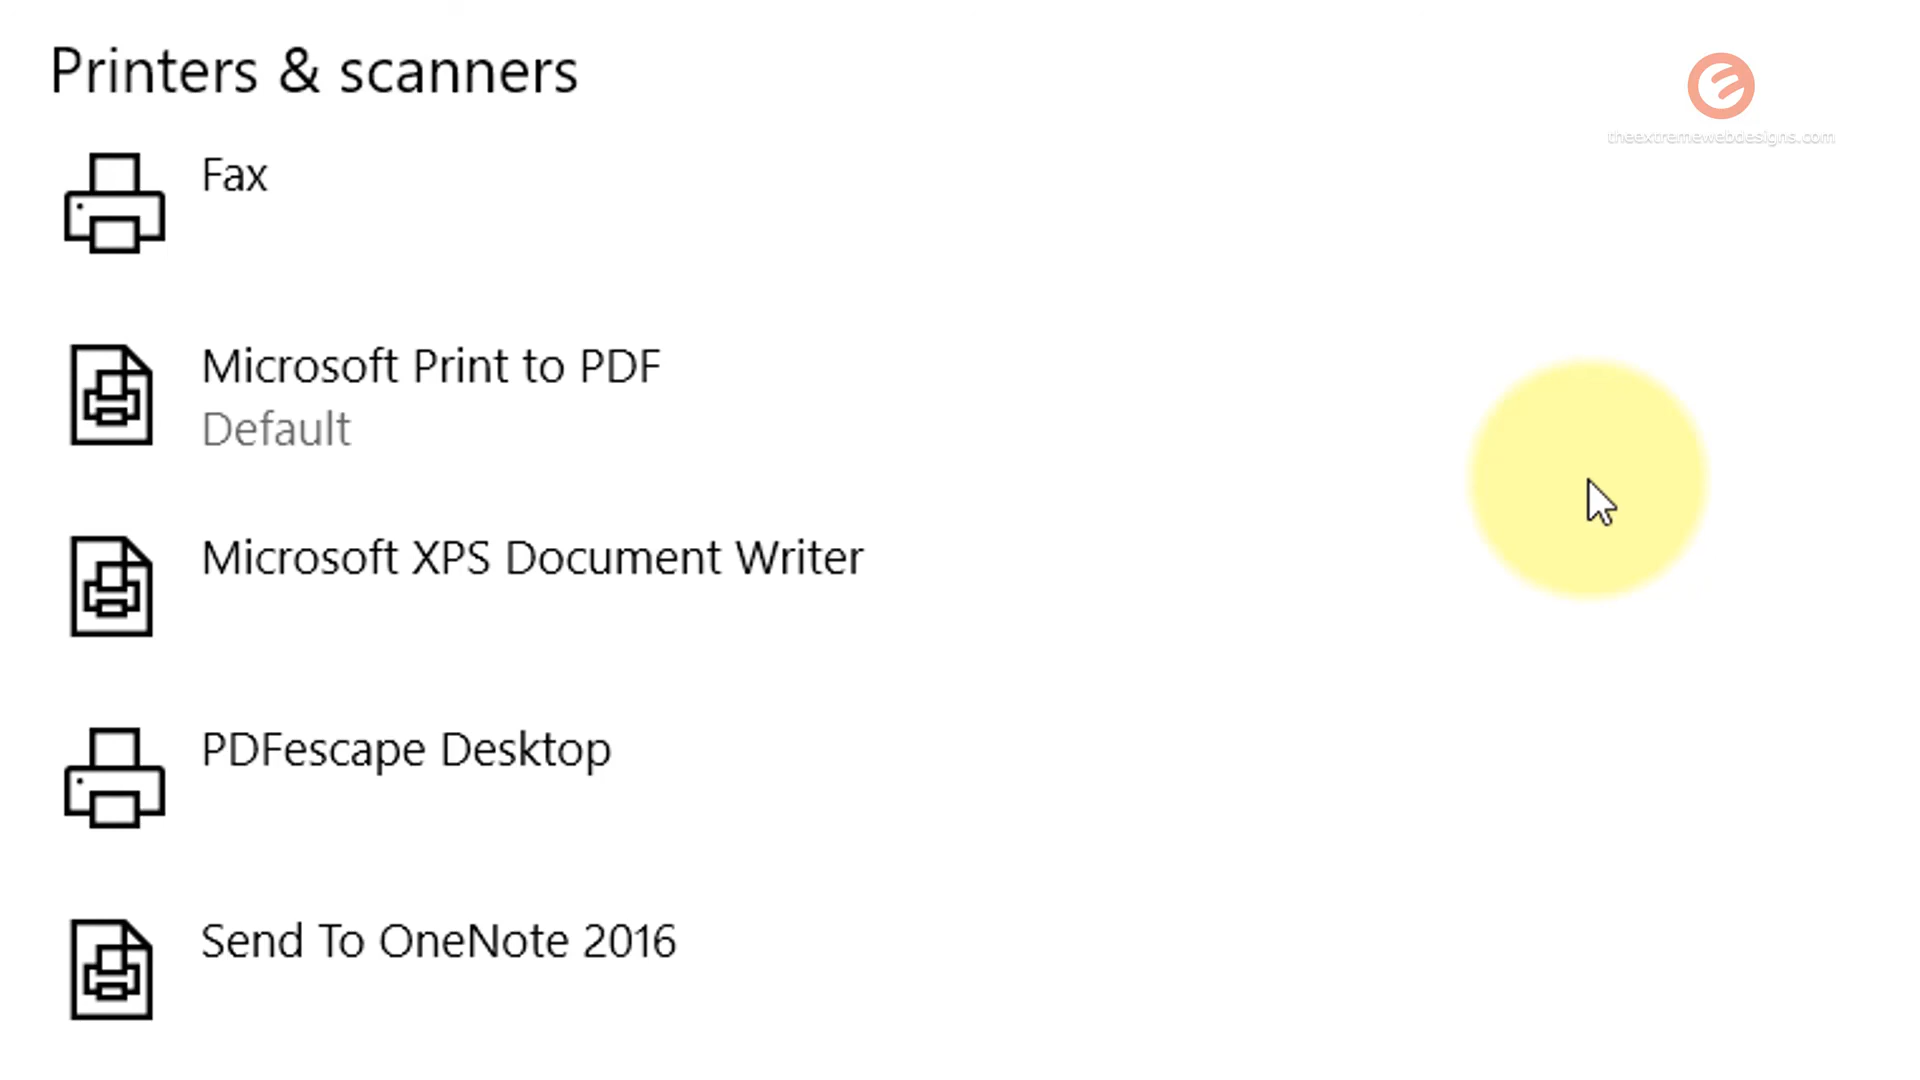 Printers & scanners
theextremewebdesigns.com
Fax
Microsoft Print to PDF
Default
Microsoft XPS Document Writer
PDFescape Desktop
Send To OneNote 2016